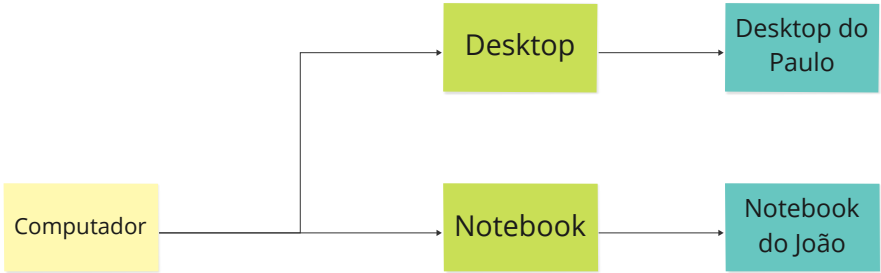 Desktop
Desktop do
Paulo
Computador
Notebook
Notebook
do João